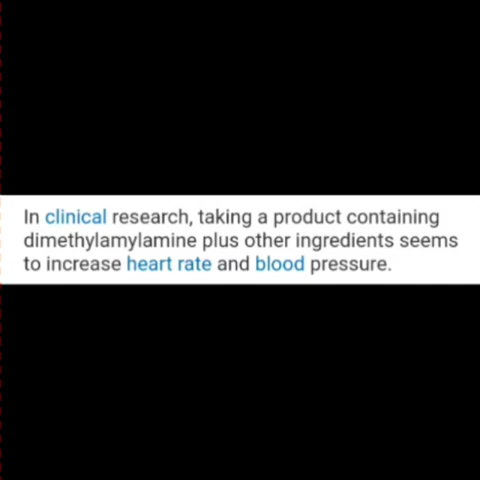 In clinical research, taking a product containing
dimethylamylamine plus other ingredients seems
to increase heart rate and blood pressure.